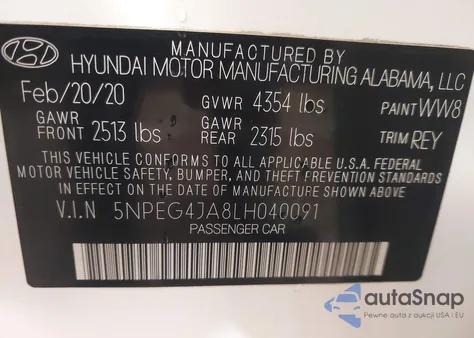 MANUFACTURED BY
HYUNDAI MOTOR MANUFACTURING ALABAMA, LLC
Feb/20/20 GVWR 4354 lbs PAINT WW8
GAWR FRONT 2513 lbs GAWR REAR 2315 lbs TRIM REY
THIS VEHICLE CONFORMS TO ALL APPLICABLE U.S.A. FEDERAL
MOTOR VEHICLE SAFETY, BUMPER, AND THEFT PREVENTION STANDARDS
IN EFFECT ON THE DATE OF MANUFACTURE SHOWN ABOVE
V.I.N 5NPEG4JA8LH040091
PASSENGER CAR
autaSnap
Pewne auta z aukcji USA i EU